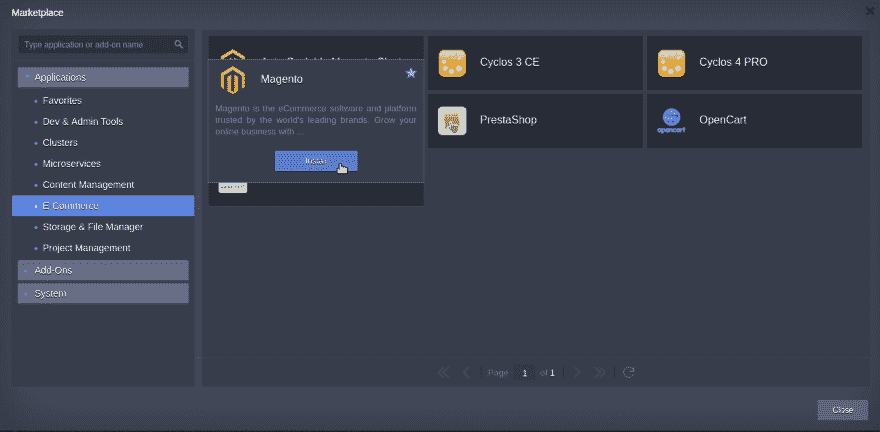 Marketplace
Type application or add-on name
Applications
Favorites
Dev & Admin Tools
Clusters
Microservices
Content Management
E Commerce
Storage & File Manager
Project Management
Add-Ons
System
Magento
Magento is the eCommerce software and platform
trusted by the world's leading brands. Grow your
online business with ...
Install
Cyclos 3 CE
Cyclos 4 PRO
PrestaShop
opencart
OpenCart
Page 1 of 1
Close